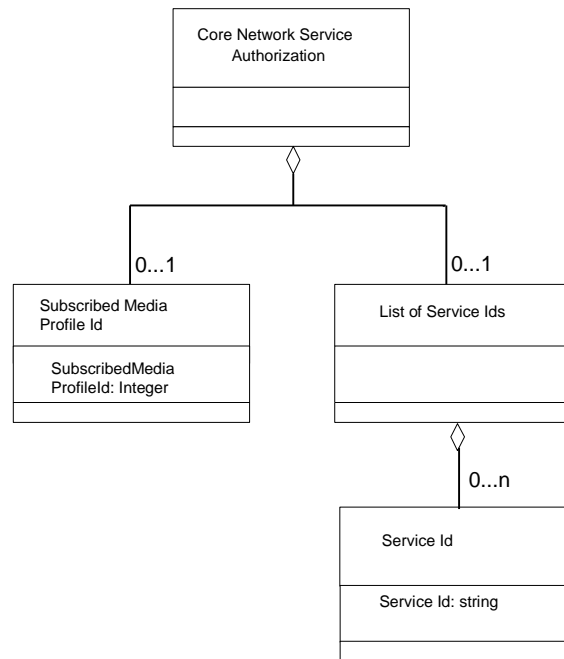 Core Network Service
Authorization
0...1
0...1
Subscribed Media
Profile Id
SubscribedMedia
ProfileId: Integer
List of Service Ids
0...n
Service Id
Service Id: string